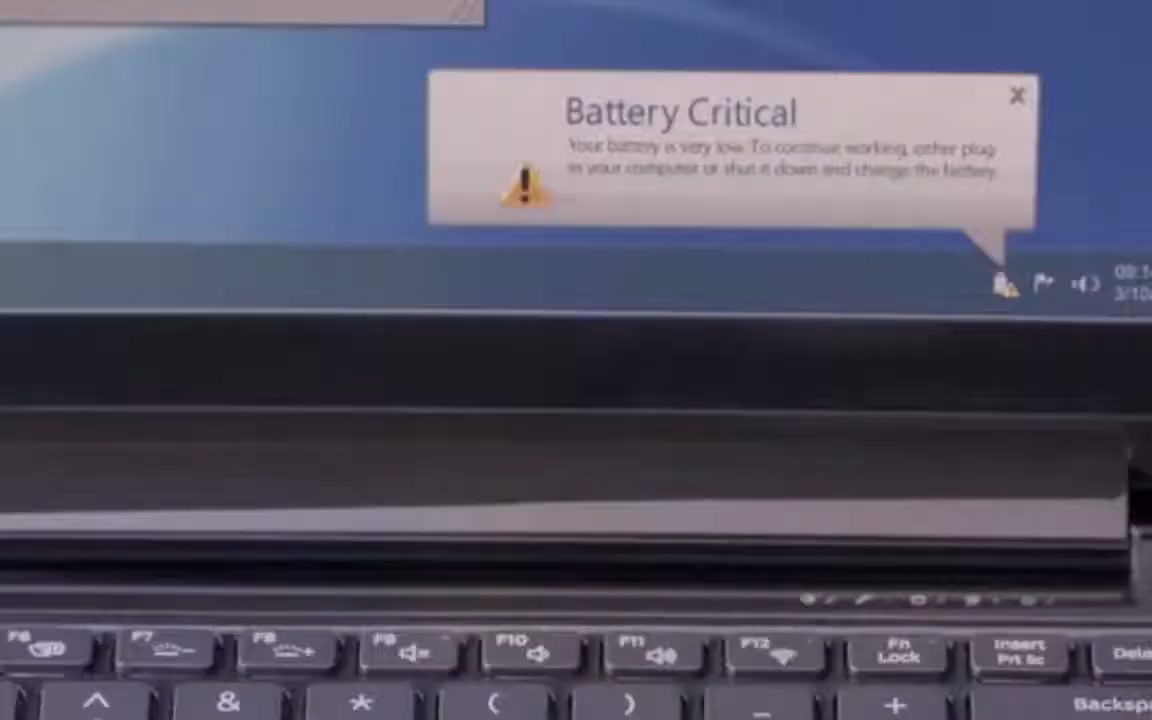 Battery Critical
Your battery is very low. To continue working, either plug
in your computer or shut it down and change the battery.
F6 F7 F8 F9 F10 F11 F12 Fn Lock Insert Prt Sc
^ & * ( ) _ +